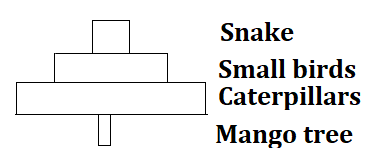 Snake
Small birds
Caterpillars
Mango tree